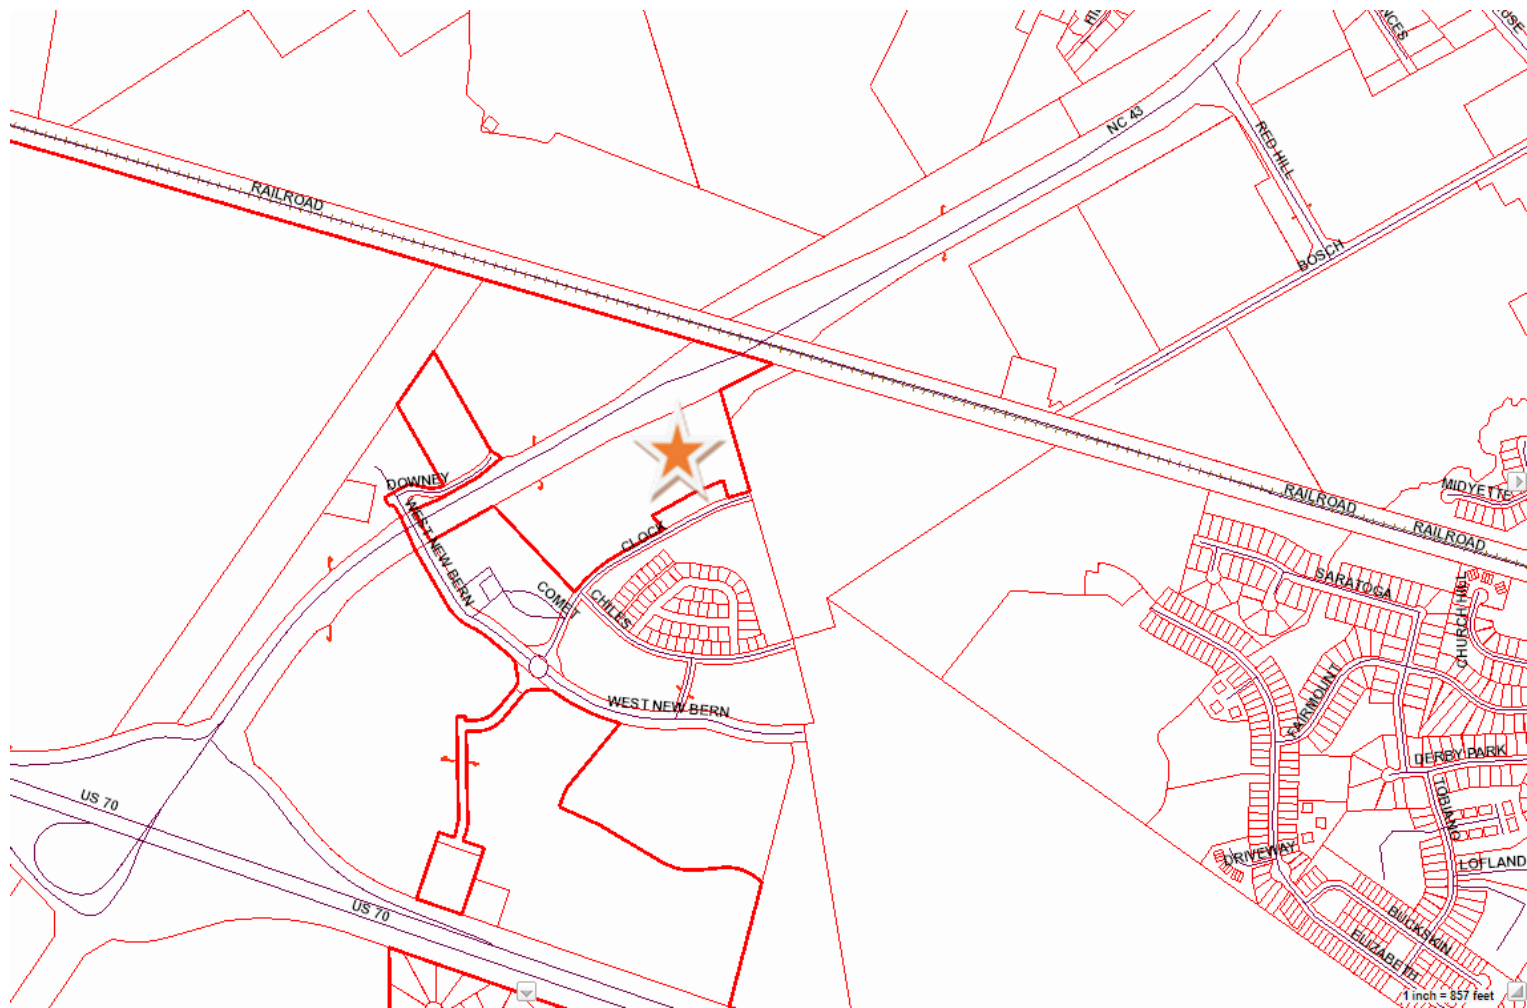 NC 43
RED HILL
RAILROAD
BOSCH
DOWNEY
MIDYETTE
RAILROAD
RAILROAD
WEST NEW BERN
CLOCK
COMET
CHILES
SARATOGA
CHURCH HILL
WEST NEW BERN
FAIRMOUNT
DERBY PARK
US 70
TOBIANO
DRIVEWAY
LOFLAND
US 70
BUCKSKIN
ELIZABETH
1 inch = 857 feet